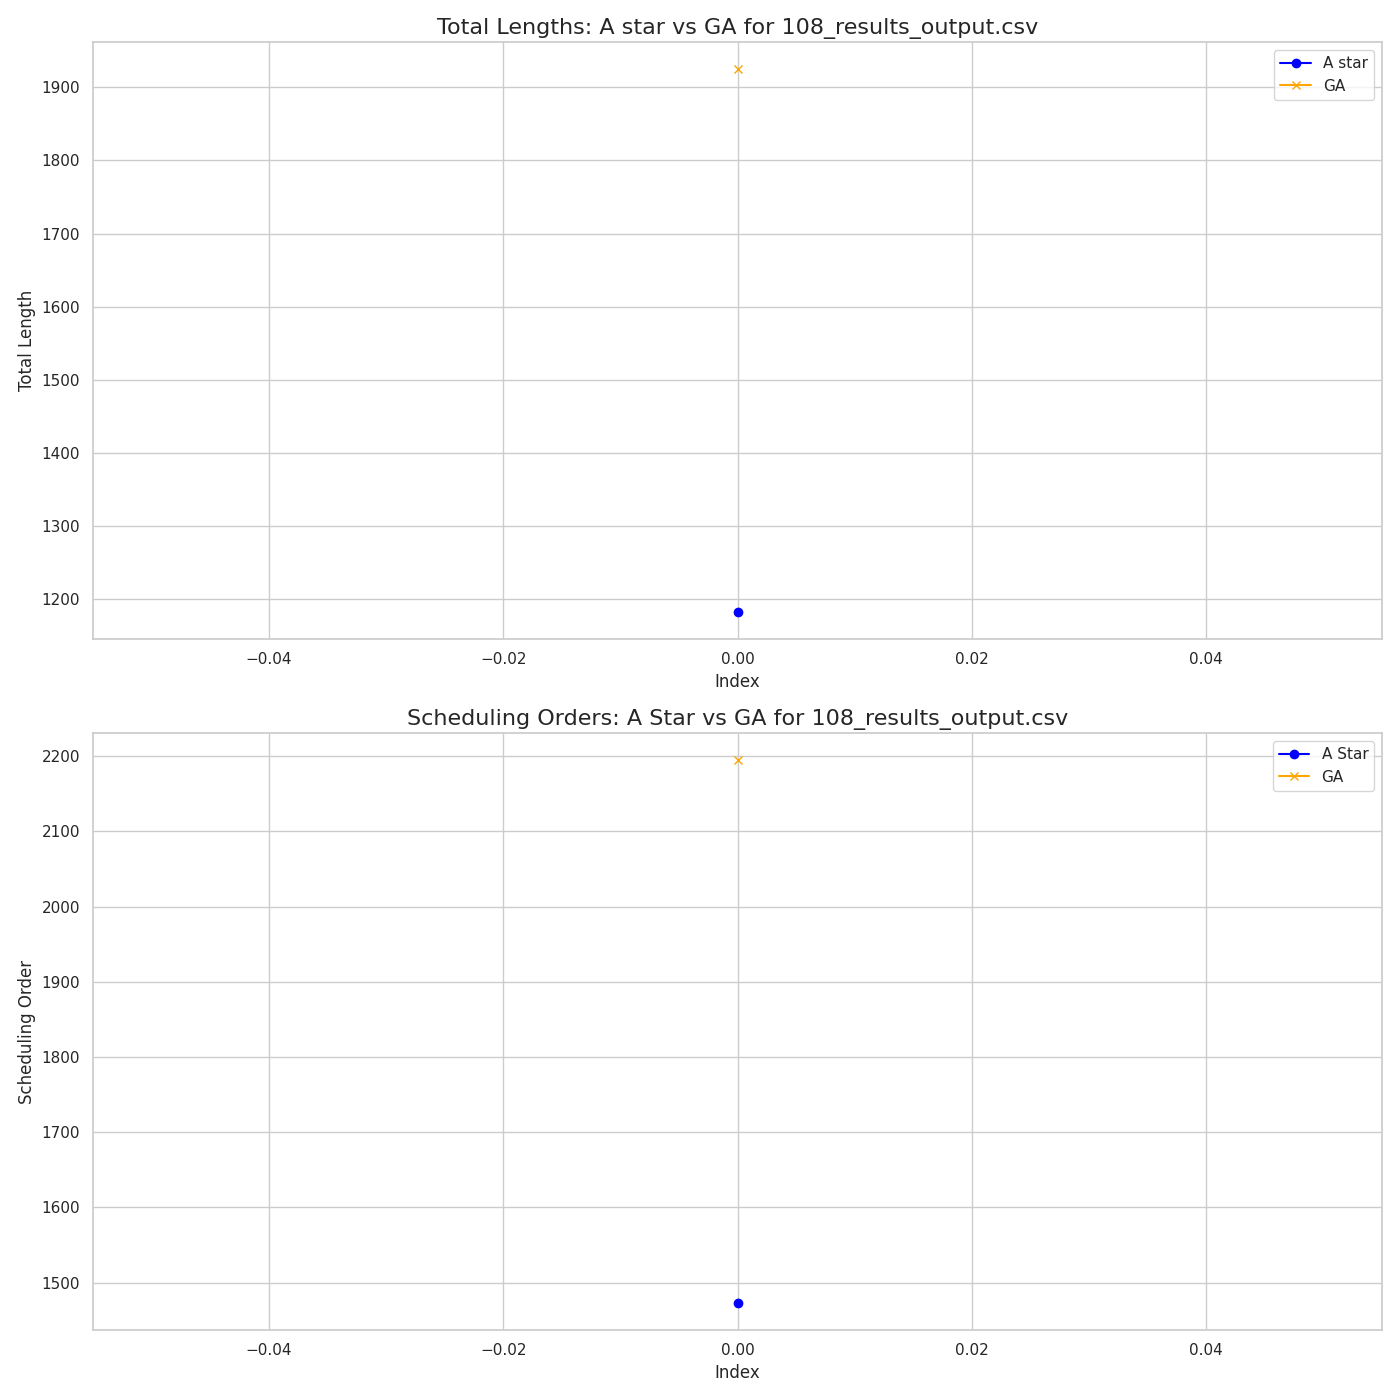 Total Lengths: A star vs GA for 108_results_output.csv
A star
GA
1900
1800
1700
1600
1500
1400
1300
1200
Total Length
−0.04
−0.02
0.00
0.02
0.04
Index
Scheduling Orders: A Star vs GA for 108_results_output.csv
A Star
GA
2200
2100
2000
1900
1800
1700
1600
1500
Scheduling Order
−0.04
−0.02
0.00
0.02
0.04
Index